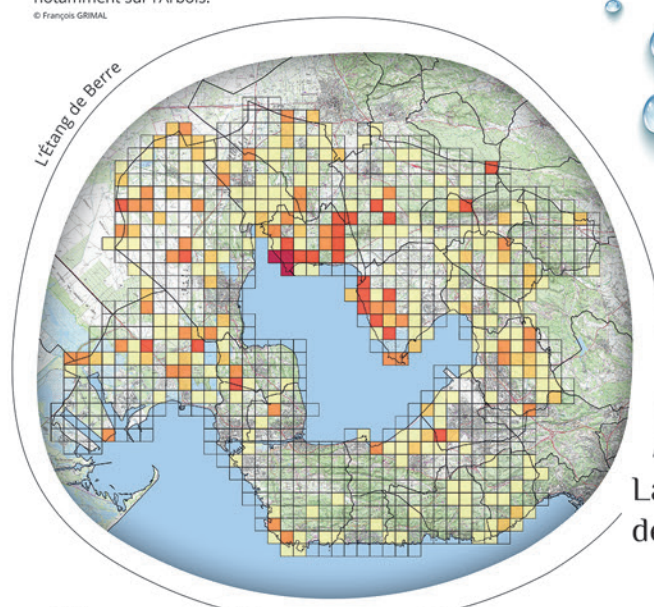 notamment sur l'Arbois.
© François GRIMAL
L'Étang de Berre
La
de